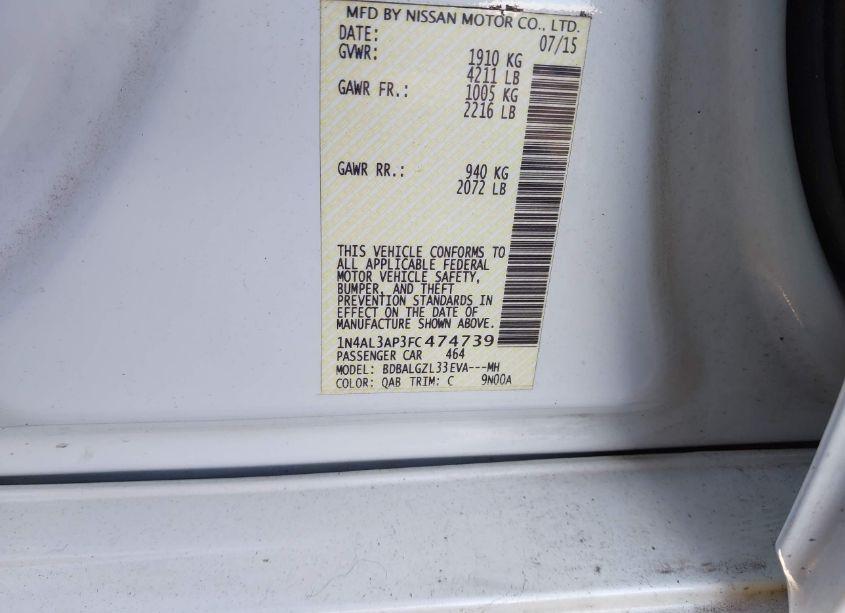 MFD BY NISSAN MOTOR CO., LTD.
DATE: 07/15
GVWR: 1910 KG
4211 LB
GAWR FR.: 1005 KG
2216 LB
GAWR RR.: 940 KG
2072 LB
THIS VEHICLE CONFORMS TO
ALL APPLICABLE FEDERAL
MOTOR VEHICLE SAFETY,
BUMPER, AND THEFT
PREVENTION STANDARDS IN
EFFECT ON THE DATE OF
MANUFACTURE SHOWN ABOVE.
1N4AL3AP3FC474739
PASSENGER CAR 464
MODEL: BDBALGZL33EVA---MH
COLOR: QAB TRIM: C 9N00A